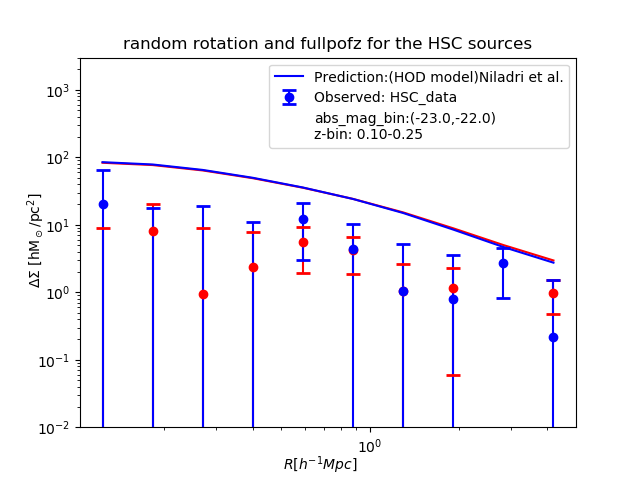 random rotation and fullpofz for the HSC sources
Prediction:(HOD model)Niladri et al.
Observed: HSC_data
abs_mag_bin:(-23.0,-22.0)
z-bin: 0.10-0.25
10³
10²
10¹
10⁰
10⁻¹
10⁻²
ΔΣ [hM⊙/pc²]
10⁰
R[h⁻¹Mpc]